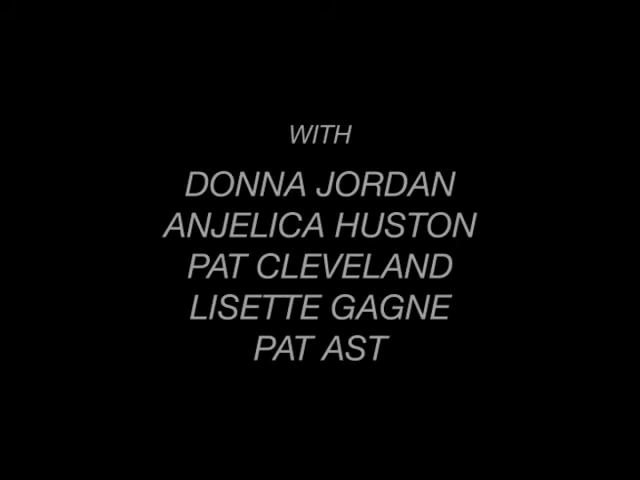 WITH
DONNA JORDAN
ANJELICA HUSTON
PAT CLEVELAND
LISETTE GAGNE
PAT AST